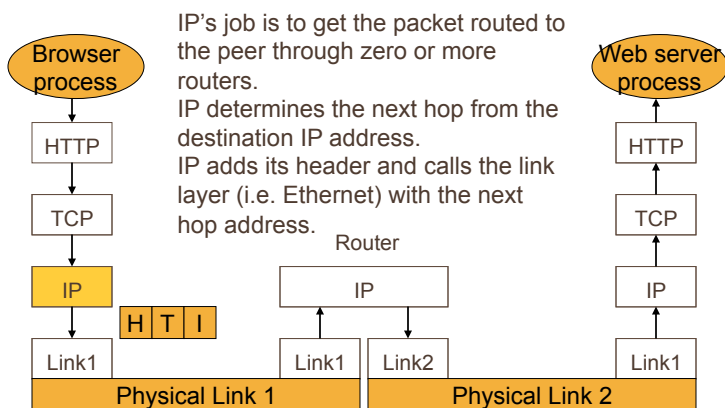 IP's job is to get the packet routed to
the peer through zero or more
routers.
IP determines the next hop from the
destination IP address.
IP adds its header and calls the link
layer (i.e. Ethernet) with the next
hop address.
Browser
process
HTTP
TCP
IP
H T I
Link1
Router
IP
Link1
Link2
Web server
process
HTTP
TCP
IP
Link1
Physical Link 1
Physical Link 2